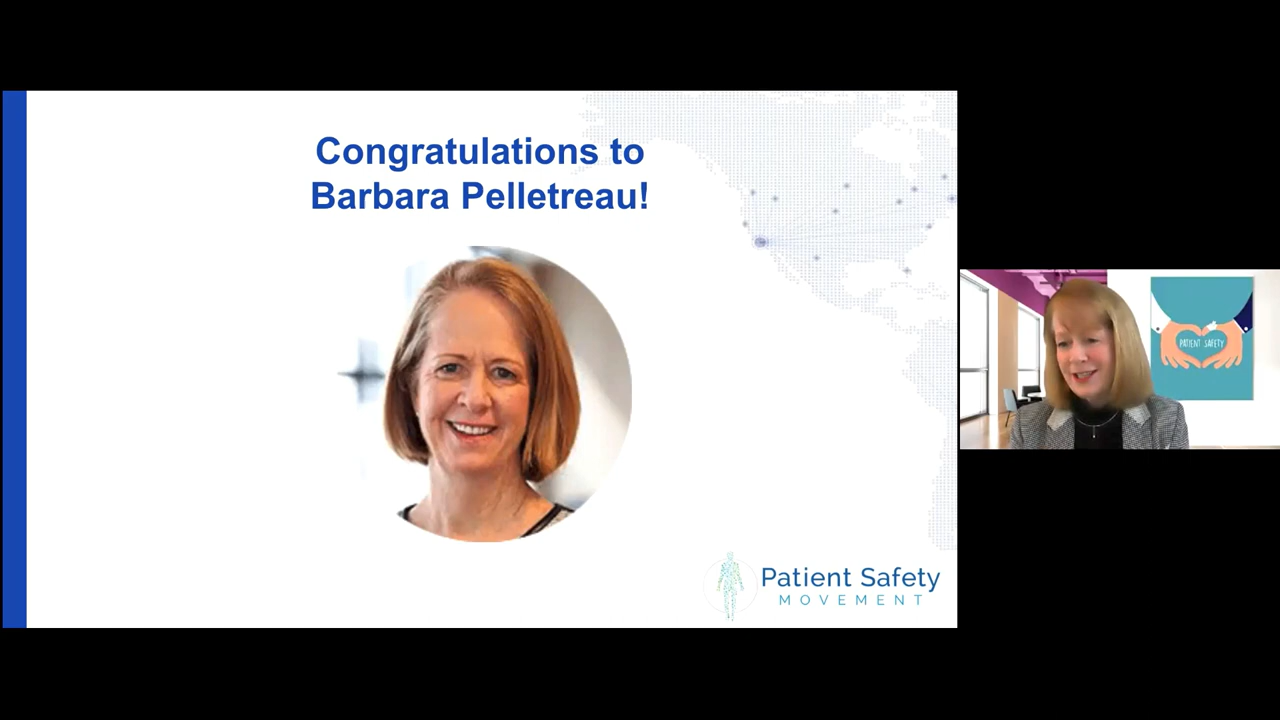 Congratulations to
Barbara Pelletreau!
PATIENT SAFETY
Patient Safety
MOVEMENT